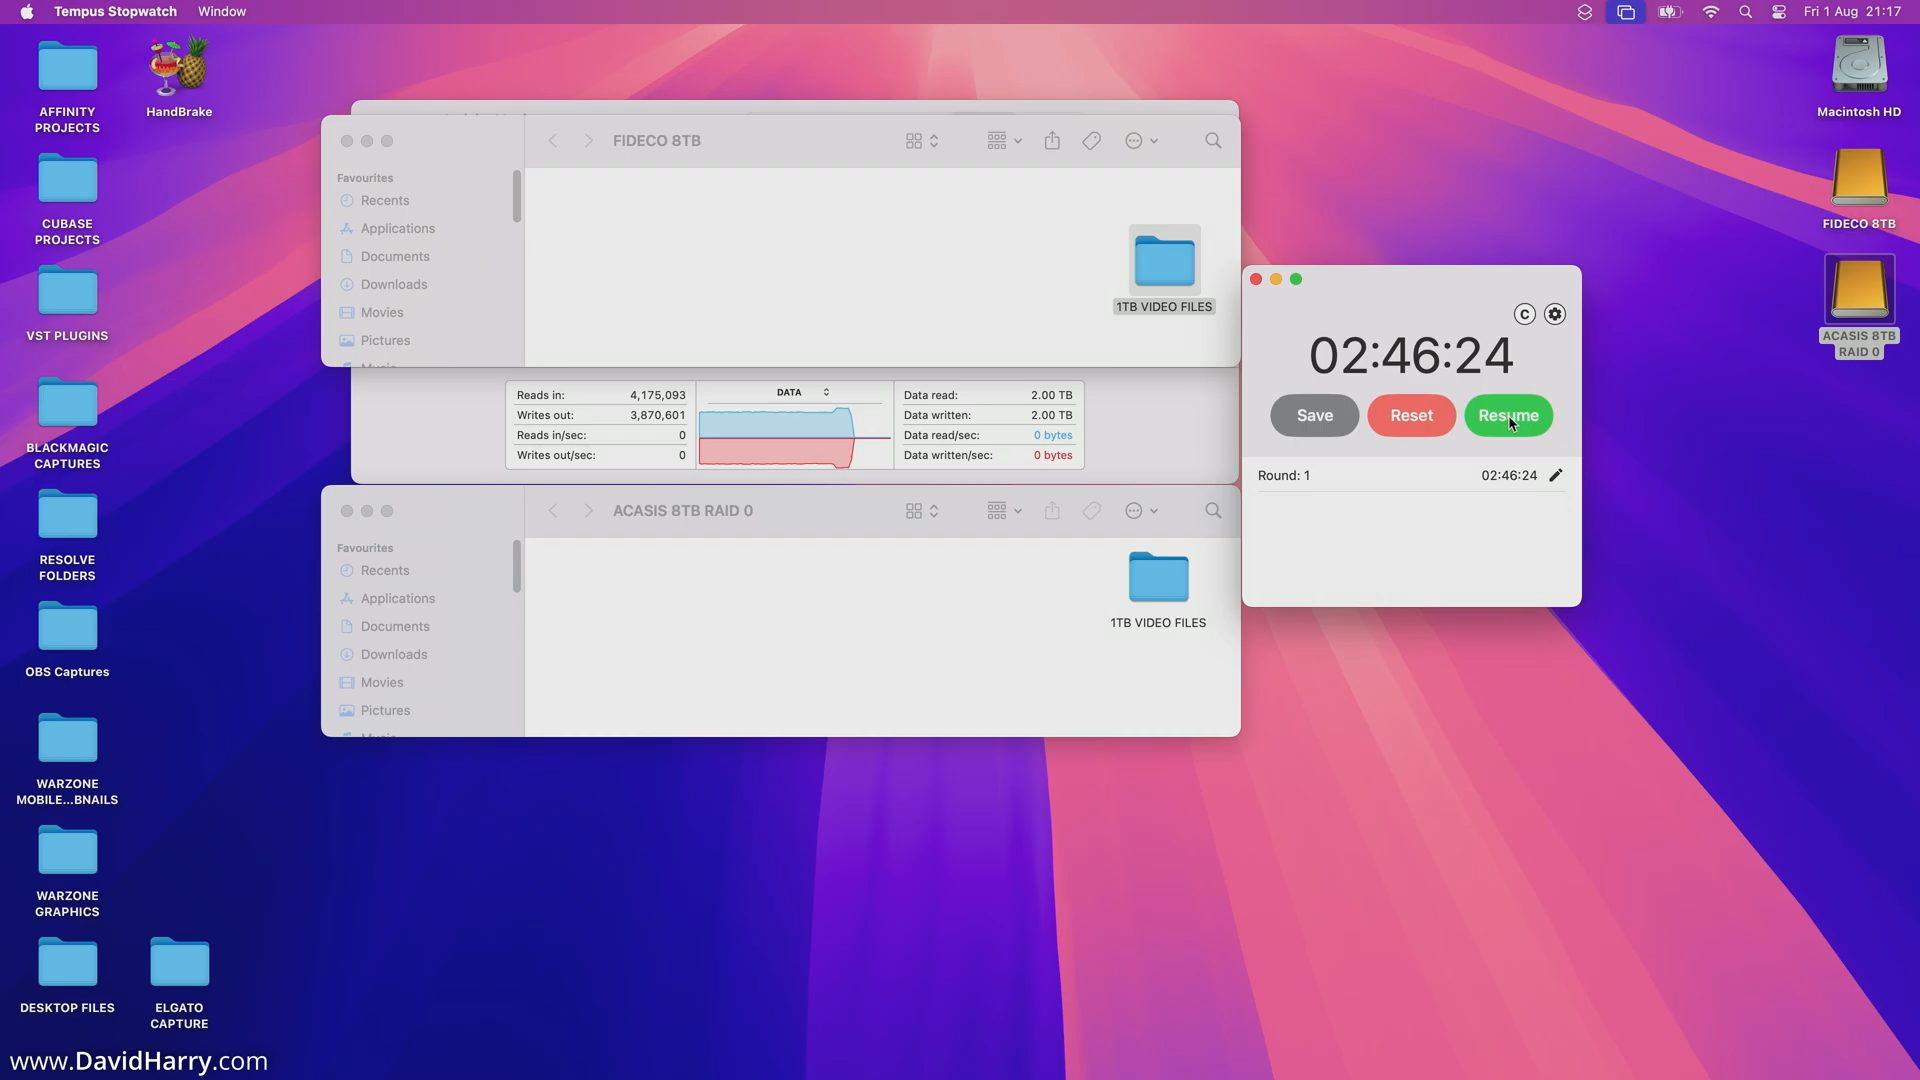 Tempus Stopwatch Window
Fri 1 Aug 21:17
AFFINITY
PROJECTS
HandBrake
CUBASE
PROJECTS
VST PLUGINS
BLACKMAGIC
CAPTURES
RESOLVE
FOLDERS
OBS Captures
WARZONE
MOBILE...BNAILS
WARZONE
GRAPHICS
DESKTOP FILES
ELGATO
CAPTURE
FIDECO 8TB
Favourites
Recents
Applications
Documents
Downloads
Movies
Pictures
1TB VIDEO FILES
Reads in: 4,175,093
Writes out: 3,870,601
Reads in/sec: 0
Writes out/sec: 0
DATA
Data read: 2.00 TB
Data written: 2.00 TB
Data read/sec: 0 bytes
Data written/sec: 0 bytes
ACASIS 8TB RAID 0
Favourites
Recents
Applications
Documents
Downloads
Movies
Pictures
1TB VIDEO FILES
C
02:46:24
Save Reset Resume
Round: 1 02:46:24
Macintosh HD
FIDECO 8TB
ACASIS 8TB
RAID 0
www.DavidHarry.com